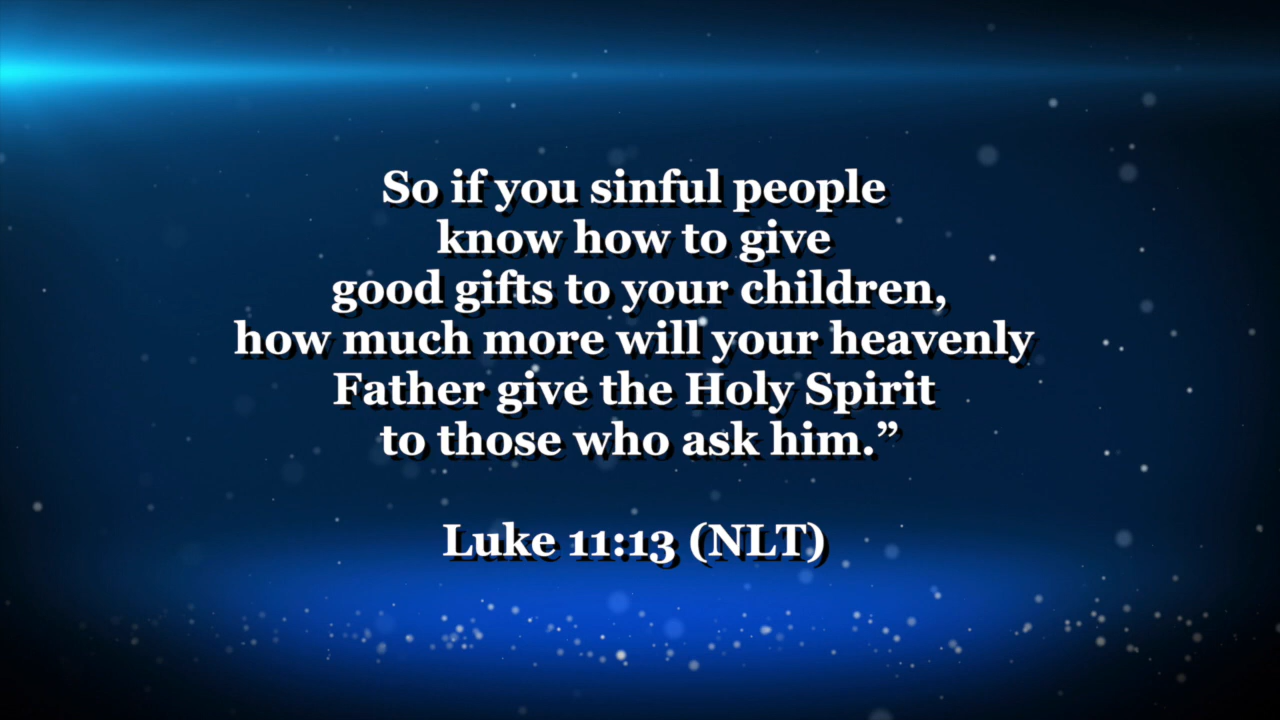 So if you sinful people
know how to give
good gifts to your children,
how much more will your heavenly
Father give the Holy Spirit
to those who ask him.”
Luke 11:13 (NLT)